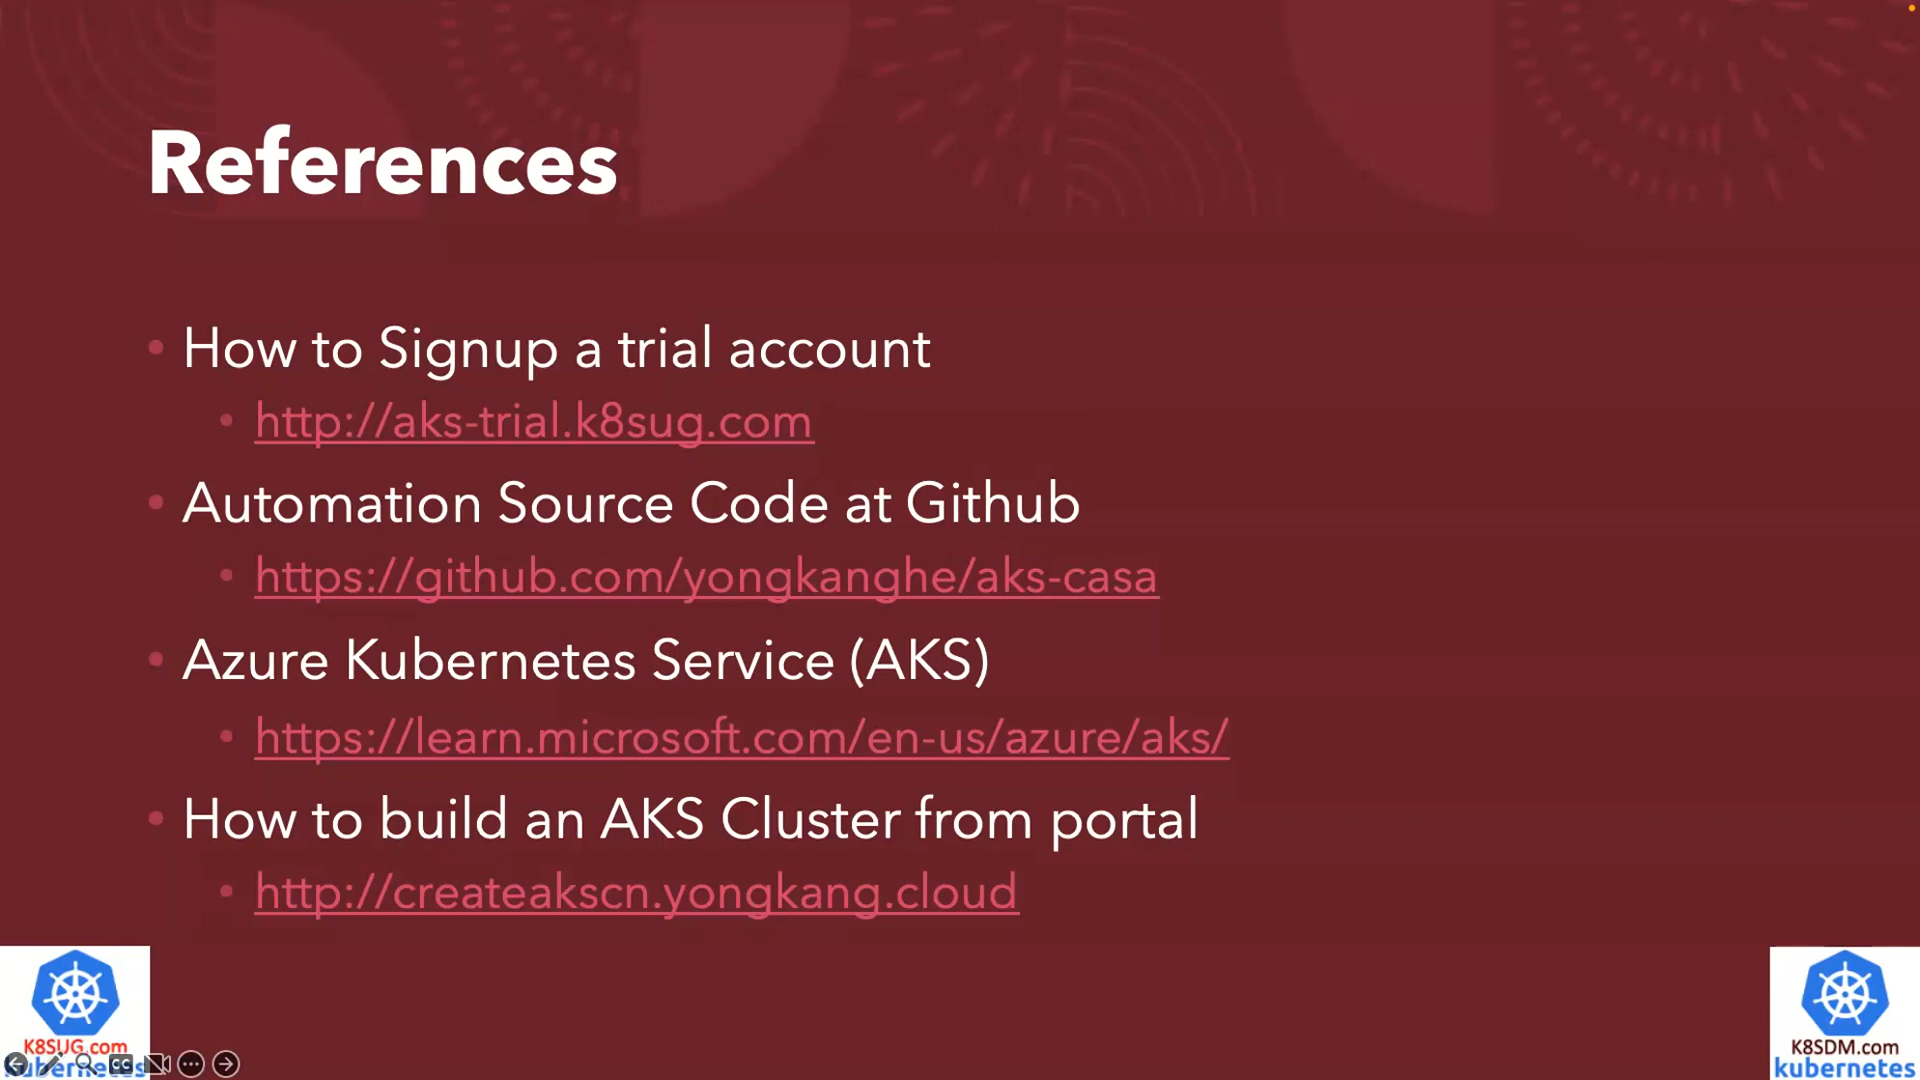 References
• How to Signup a trial account
• http://aks-trial.k8sug.com
• Automation Source Code at Github
• https://github.com/yongkanghe/aks-casa
• Azure Kubernetes Service (AKS)
• https://learn.microsoft.com/en-us/azure/aks/
• How to build an AKS Cluster from portal
• http://createakscn.yongkang.cloud
K8SUG.com
kubernetes
CC
K8SDM.com
kubernetes